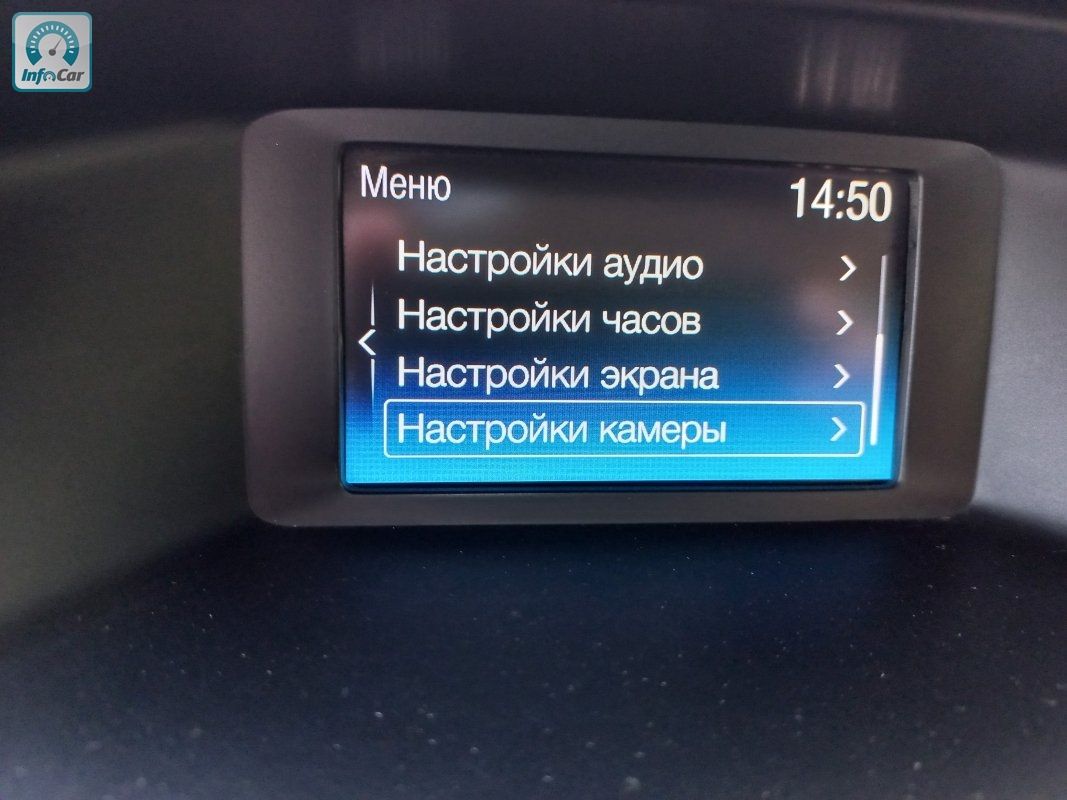 InfoCar
Меню
14:50
Настройки аудио
Настройки часов
Настройки экрана
Настройки камеры